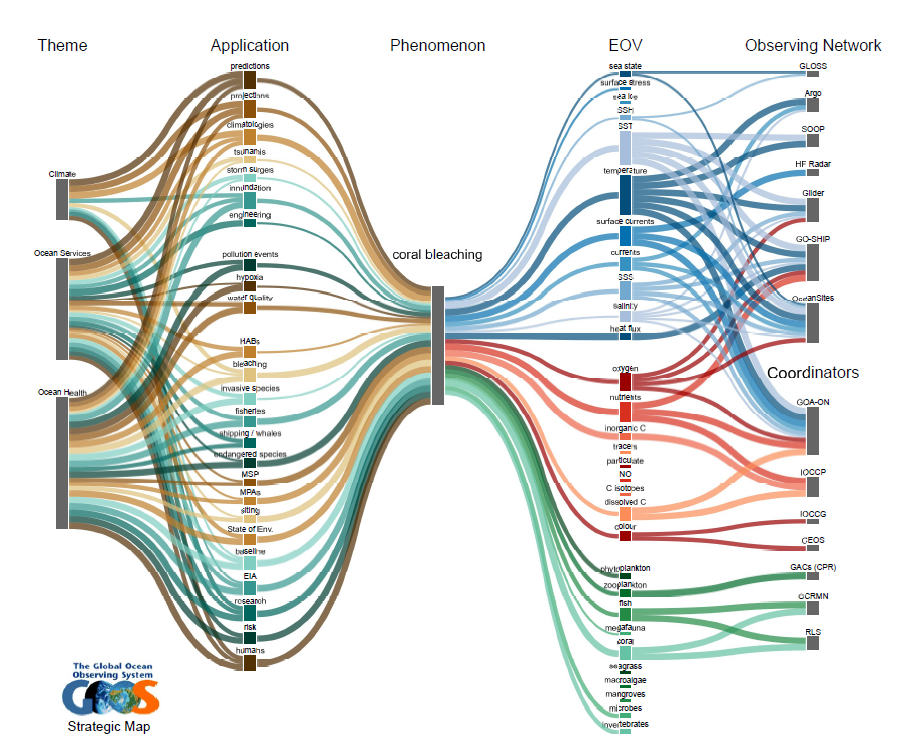 Theme Application Phenomenon EOV Observing Network
Climate
Ocean Services
Ocean Health
predictions
projections
climatologies
tsunamis
storm surges
innundation
engineering
pollution events
hypoxia
water quality
HABs
bleaching
invasive species
fisheries
shipping / whales
endangered species
MSP
MPAs
siting
State of Env.
baseline
EIA
research
risk
humans
coral bleaching
sea state
surface stress
sea ice
SSH
SST
temperature
surface currents
currents
SSS
salinity
heat flux
oxygen
nutrients
inorganic C
tracers
particulate
NO
C isotopes
dissolved C
colour
phytoplankton
zooplankton
fish
megafauna
coral
seagrass
macroalgae
mangroves
microbes
invertebrates
GLOSS
Argo
SOOP
HF Radar
Glider
GO-SHIP
OceanSites
Coordinators
GOA-ON
IOCCP
IOCCG
CEOS
GACs (CPR)
GCRMN
RLS
The Global Ocean
Observing System
GOOS
Strategic Map